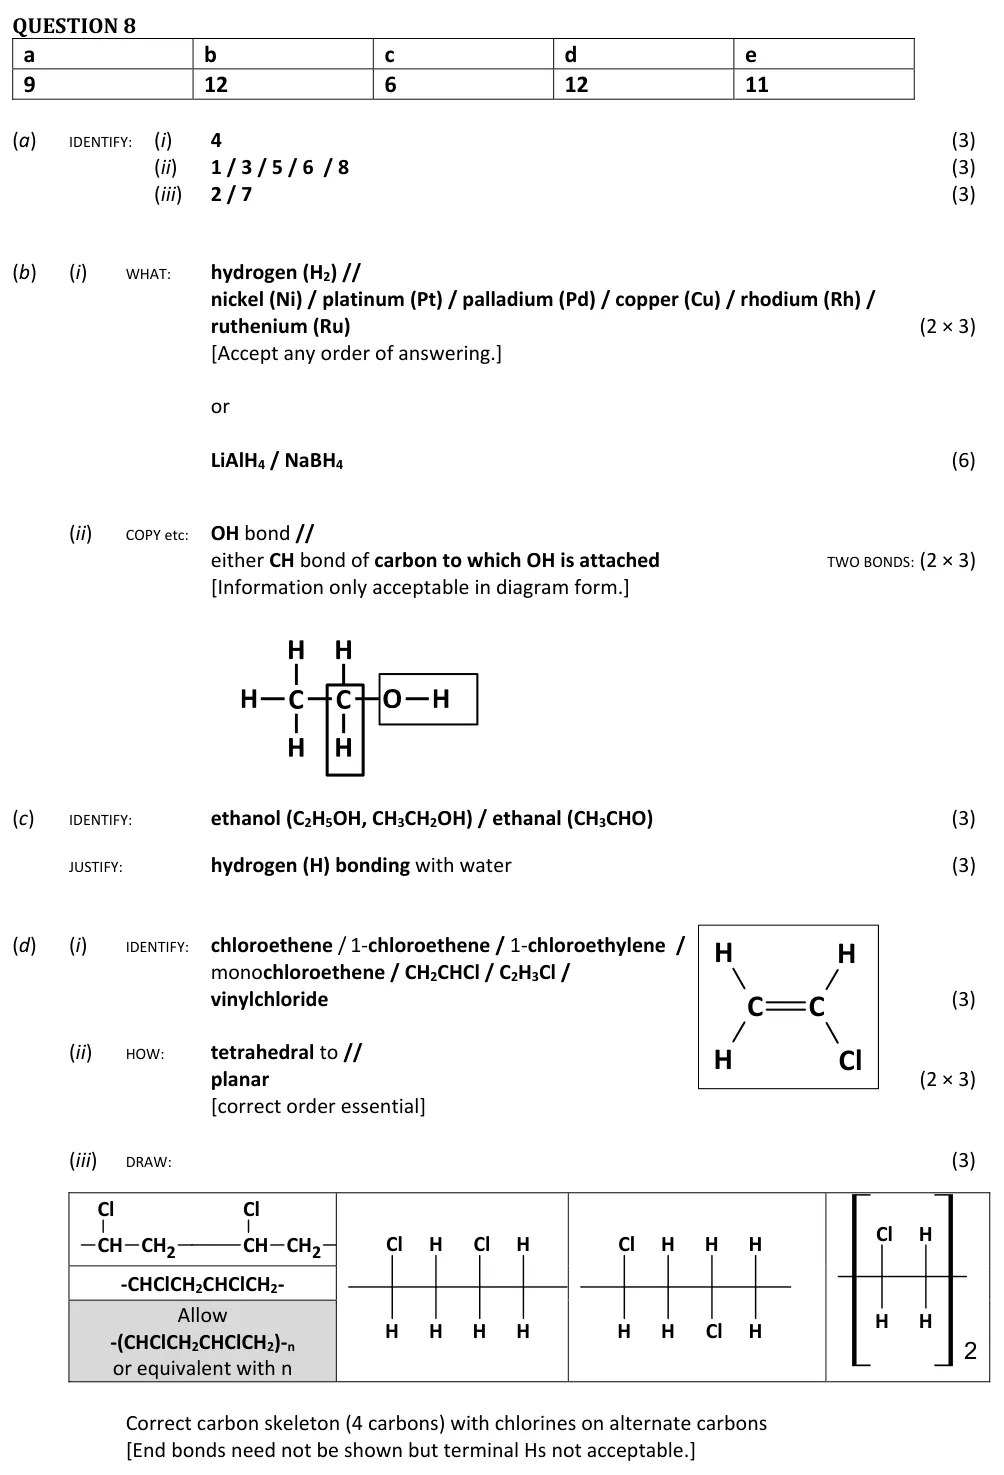 QUESTION 8
a b c d e
9 12 6 12 11
(a) IDENTIFY: (i) 4 (3)
(ii) 1 / 3 / 5 / 6 / 8 (3)
(iii) 2 / 7 (3)
(b) (i) WHAT: hydrogen (H₂) //
nickel (Ni) / platinum (Pt) / palladium (Pd) / copper (Cu) / rhodium (Rh) /
ruthenium (Ru) (2 × 3)
[Accept any order of answering.]
or
LiAlH₄ / NaBH₄ (6)
(ii) COPY etc: OH bond //
either CH bond of carbon to which OH is attached TWO BONDS: (2 × 3)
[Information only acceptable in diagram form.]
H H
H C C O H
H H
(c) IDENTIFY: ethanol (C₂H₅OH, CH₃CH₂OH) / ethanal (CH₃CHO) (3)
JUSTIFY: hydrogen (H) bonding with water (3)
(d) (i) IDENTIFY: chloroethene / 1-chloroethene / 1-chloroethylene /
monochloroethene / CH₂CHCl / C₂H₃Cl /
vinylchloride (3)
H H
C C
H Cl
(ii) HOW: tetrahedral to //
planar (2 × 3)
[correct order essential]
(iii) DRAW: (3)
Cl Cl
CH CH₂ CH CH₂
-CHClCH₂CHClCH₂-
Allow
-(CHClCH₂CHClCH₂)-ₙ
or equivalent with n
Cl H Cl H
H H H H
Cl H H H
H H Cl H
Cl H
H H
2
Correct carbon skeleton (4 carbons) with chlorines on alternate carbons
[End bonds need not be shown but terminal Hs not acceptable.]